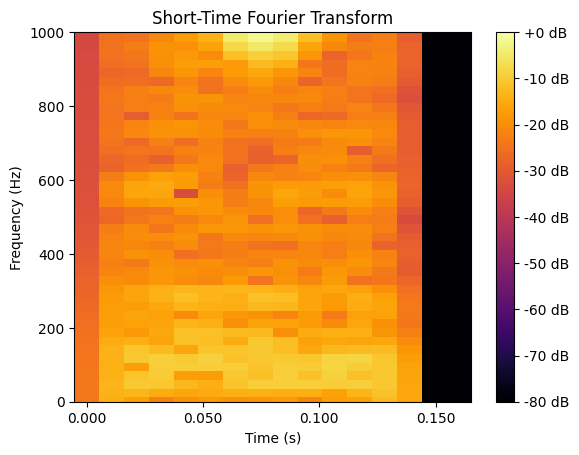 Short-Time Fourier Transform
1000
800
600
400
200
0
Frequency (Hz)
0.000
0.050
0.100
0.150
Time (s)
+0 dB
-10 dB
-20 dB
-30 dB
-40 dB
-50 dB
-60 dB
-70 dB
-80 dB